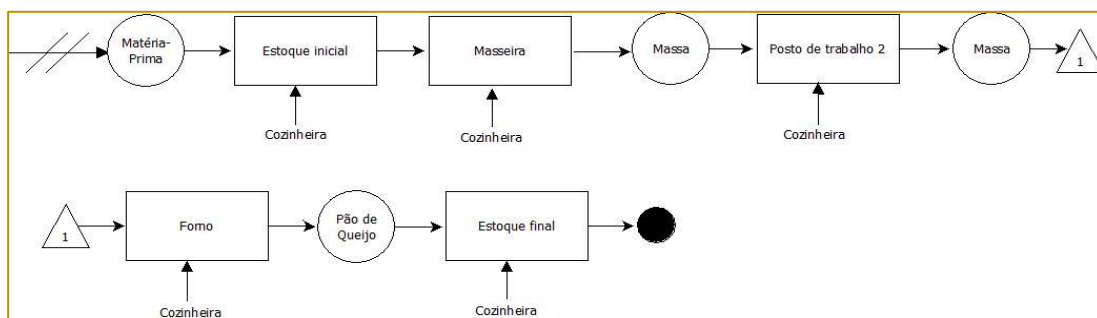 Matéria-
Prima
Estoque inicial
Masseira
Massa
Posto de trabalho 2
Massa
1
Cozinheira
Cozinheira
Cozinheira
1
Forno
Pão de
Queijo
Estoque final
Cozinheira
Cozinheira